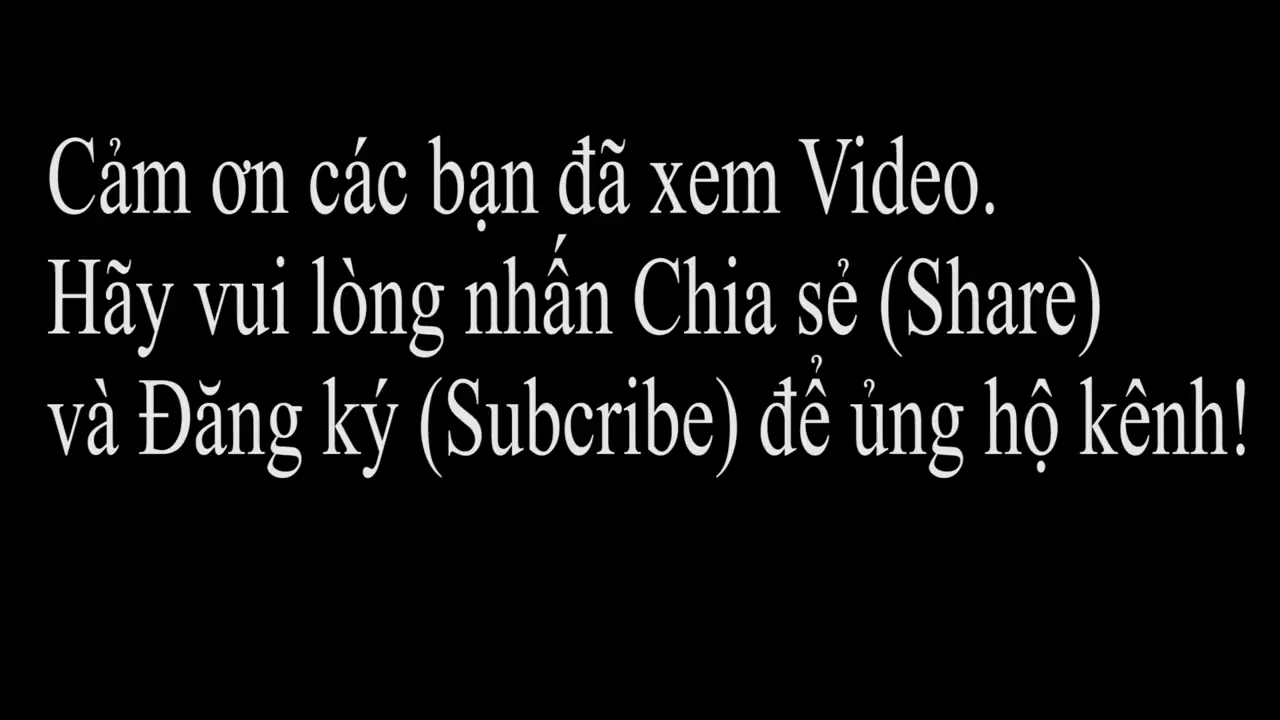 Cảm ơn các bạn đã xem Video.
Hãy vui lòng nhấn Chia sẻ (Share)
và Đăng ký (Subcribe) để ủng hộ kênh!